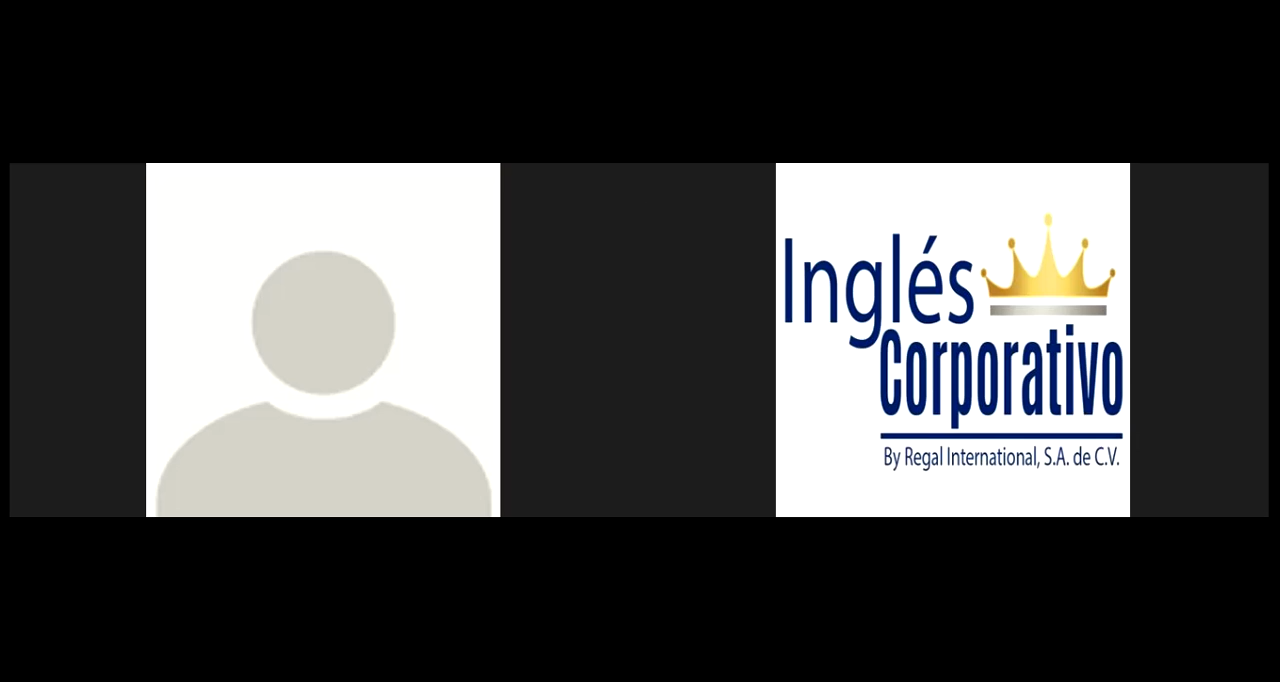 Inglés
Corporativo
By Regal International, S.A. de C.V.